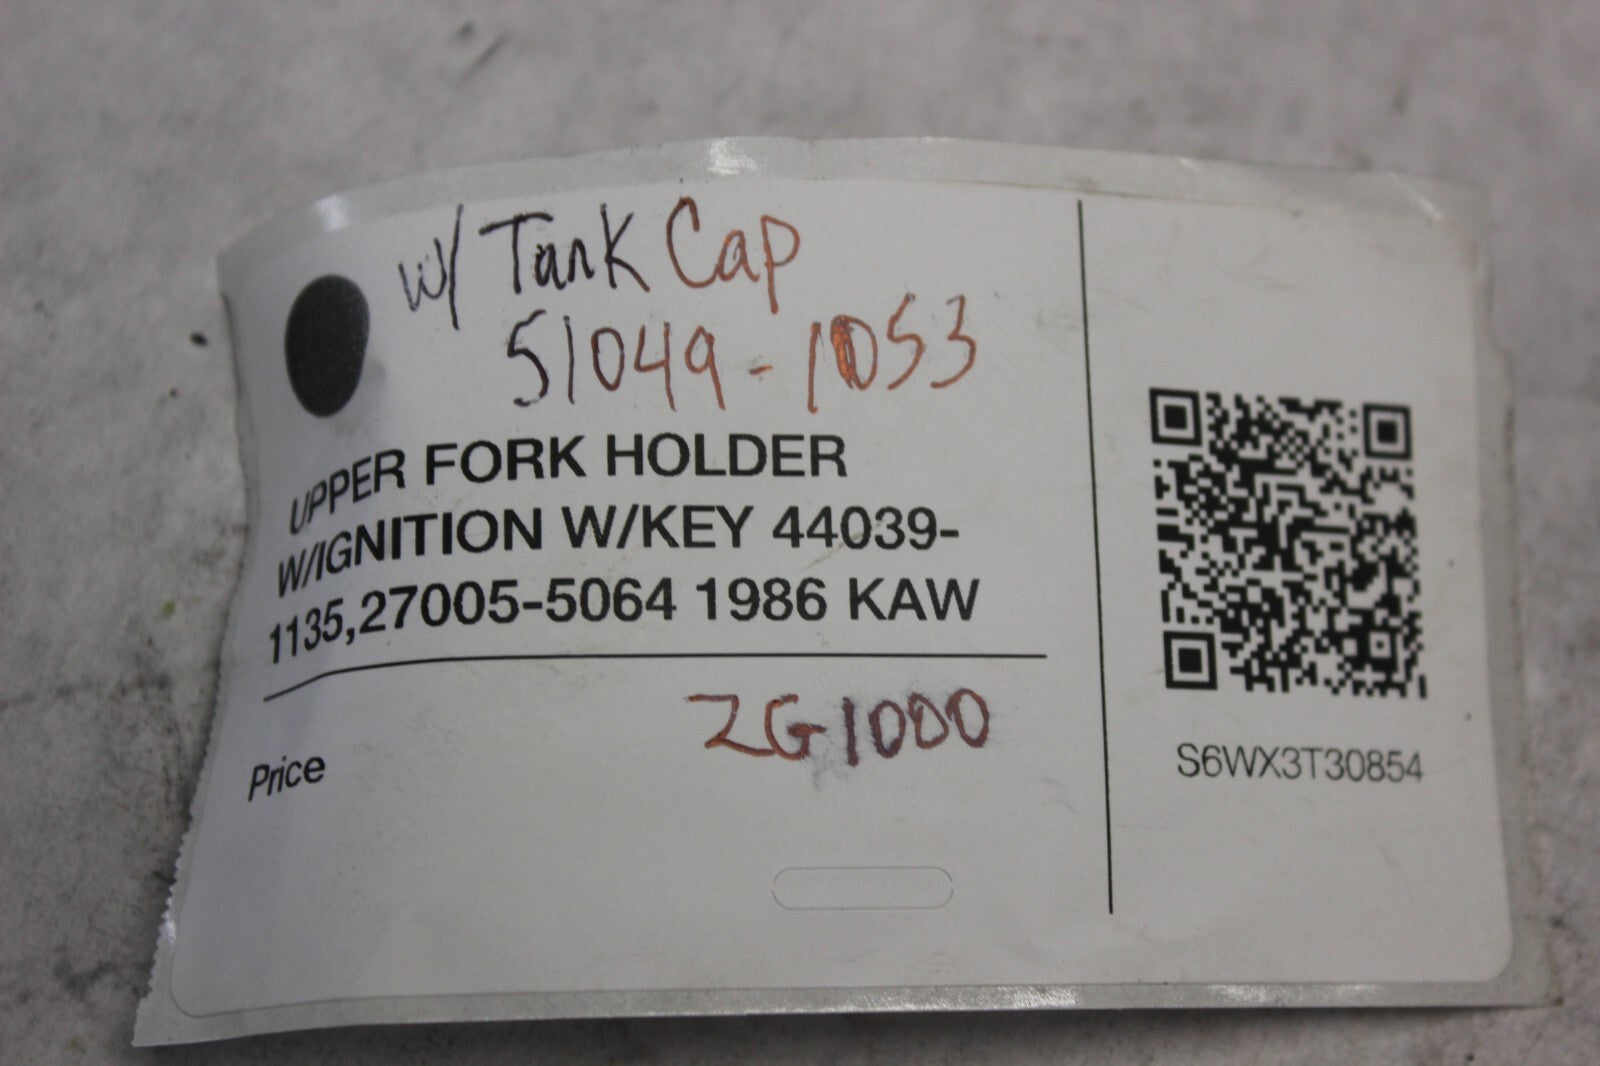 w/ Tank Cap
51049-1053
UPPER FORK HOLDER
W/IGNITION W/KEY 44039-
1135,27005-5064 1986 KAW
ZG1000
Price
S6WX3T30854